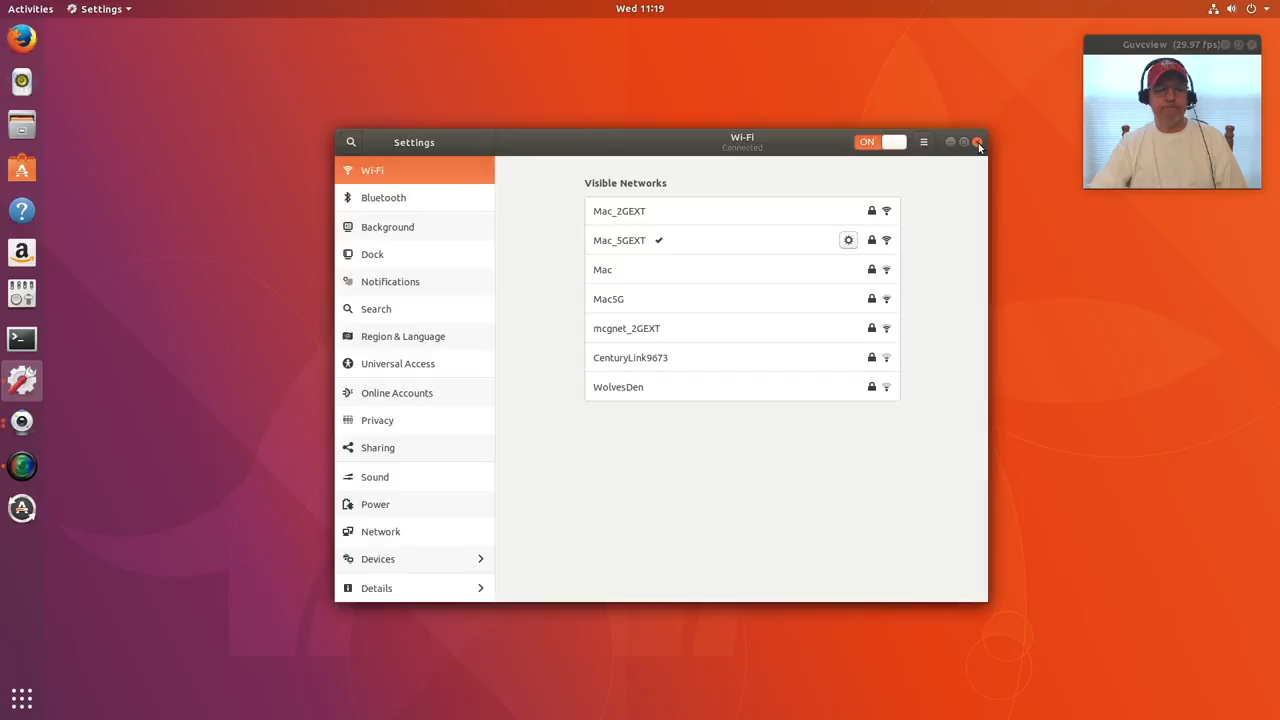 Activities
Settings
Wed 11:19
Guvcview (29.97 fps)
Settings
Wi-Fi
Connected
ON
Wi-Fi
Bluetooth
Background
Dock
Notifications
Search
Region & Language
Universal Access
Online Accounts
Privacy
Sharing
Sound
Power
Network
Devices
Details
Visible Networks
Mac_2GEXT
Mac_5GEXT
Mac
Mac5G
mcgnet_2GEXT
CenturyLink9673
WolvesDen